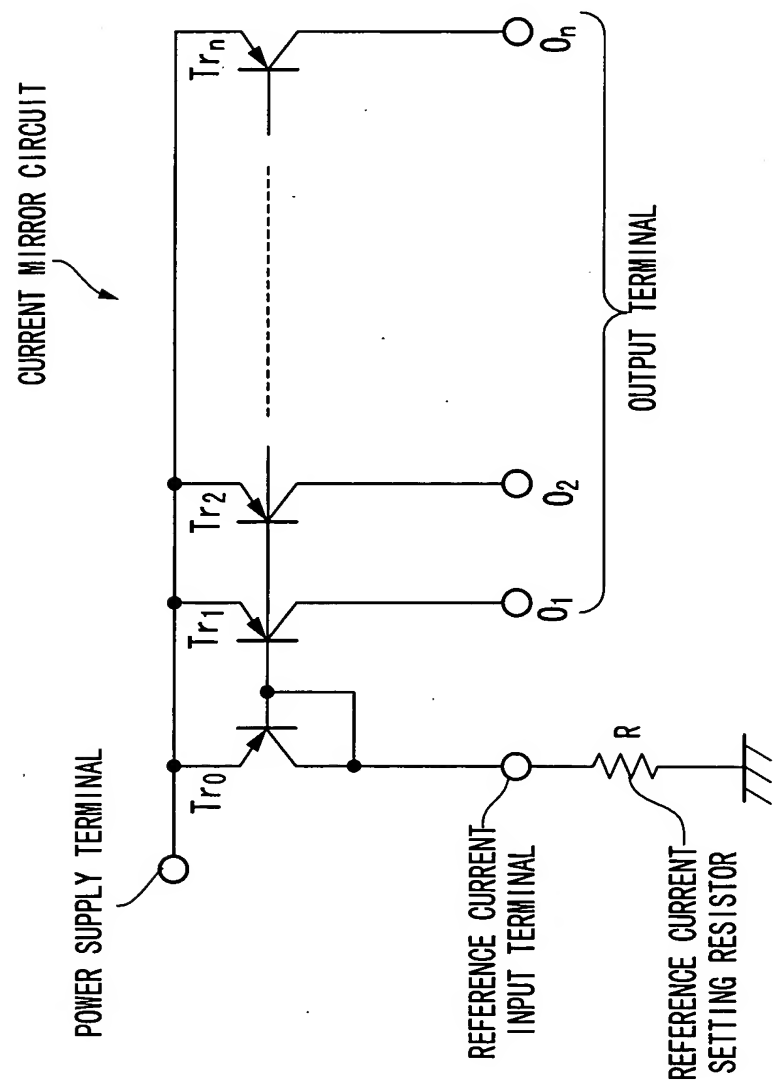 CURRENT MIRROR CIRCUIT
POWER SUPPLY TERMINAL
Tr0
Tr1
Tr2
Trn
REFERENCE CURRENT
INPUT TERMINAL
O1
O2
On
OUTPUT TERMINAL
R
REFERENCE CURRENT
SETTING RESISTOR